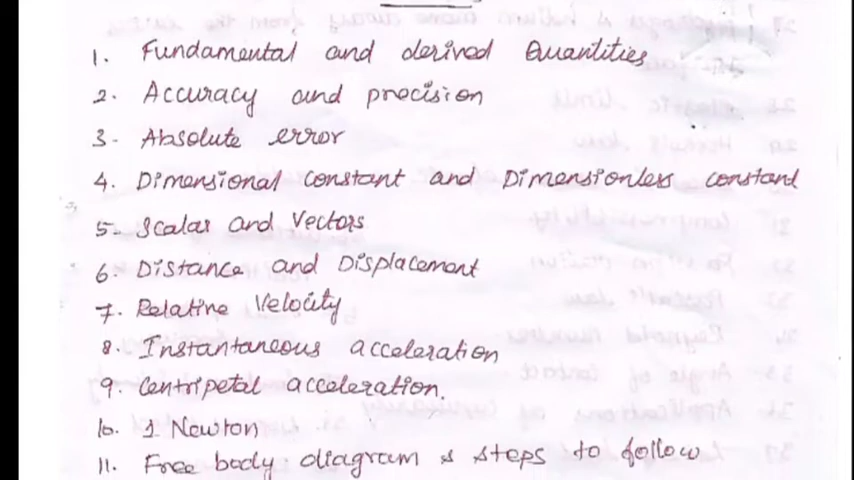 1. Fundamental and derived Quantities
2. Accuracy and precision
3. Absolute error
4. Dimensional constant and Dimensionless constant
5. Scalar and Vectors
6. Distance and Displacement
7. Relative Velocity
8. Instantaneous acceleration
9. Centripetal acceleration.
10. 1 Newton
11. Free body diagram & steps to follow